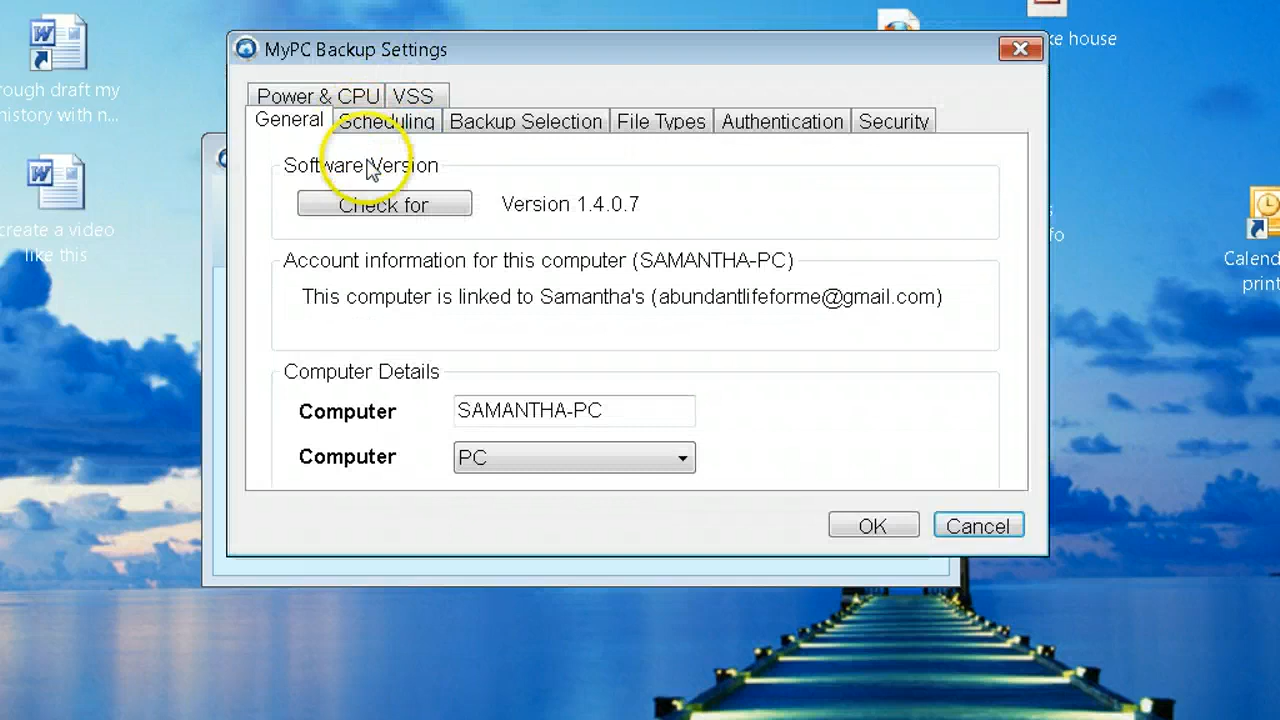 ough draft my
history with n...
create a video
like this
ke house
fo
Calend
print
MyPC Backup Settings
Power & CPU
VSS
General
Scheduling
Backup Selection
File Types
Authentication
Security
Software Version
Check for
Version 1.4.0.7
Account information for this computer (SAMANTHA-PC)
This computer is linked to Samantha's (abundantlifeforme@gmail.com)
Computer Details
Computer
SAMANTHA-PC
Computer
PC
OK
Cancel